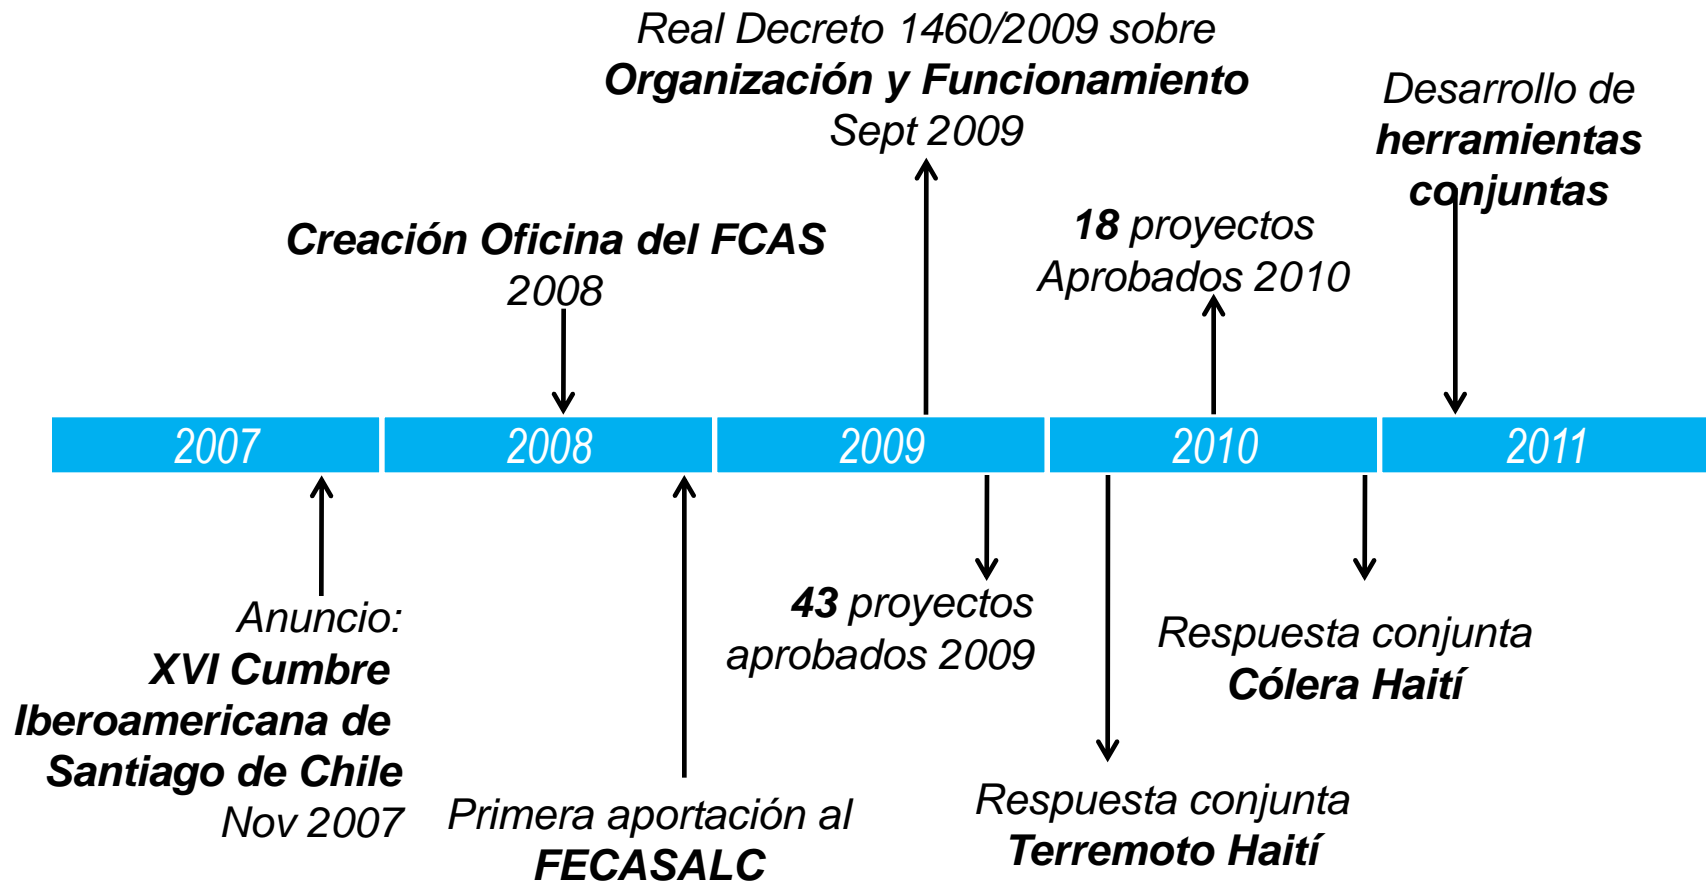 Real Decreto 1460/2009 sobre
Organización y Funcionamiento
Sept 2009
Desarrollo de
herramientas
conjuntas
Creación Oficina del FCAS
2008
18 proyectos
Aprobados 2010
2007
2008
2009
2010
2011
Anuncio:
XVI Cumbre
Iberoamericana de
Santiago de Chile
Nov 2007
Primera aportación al
FECASALC
43 proyectos
aprobados 2009
Respuesta conjunta
Terremoto Haití
Respuesta conjunta
Cólera Haití